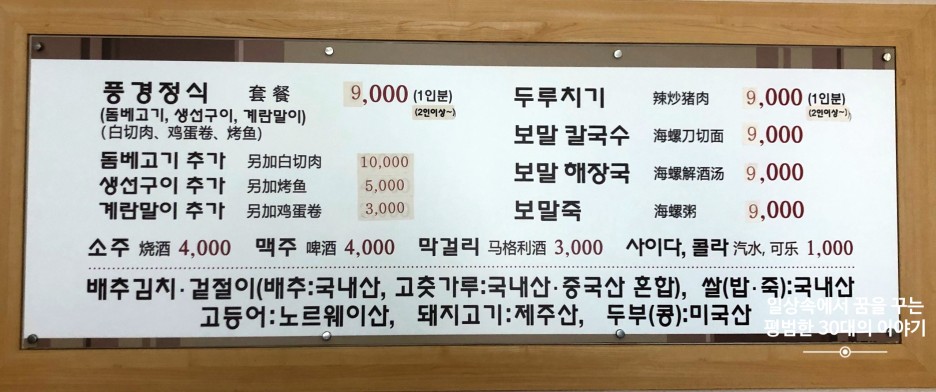 풍경정식 套餐 9,000 (1인분)
(돔베고기, 생선구이, 계란말이) (2인이상~)
(白切肉、鸡蛋卷、烤鱼)
돔베고기 추가 另加白切肉 10,000
생선구이 추가 另加烤鱼 5,000
계란말이 추가 另加鸡蛋卷 3,000
두루치기 辣炒猪肉 9,000 (1인분)
(2인이상~)
보말 칼국수 海螺刀切面 9,000
보말 해장국 海螺解酒汤 9,000
보말죽 海螺粥 9,000
소주 烧酒 4,000 맥주 啤酒 4,000 막걸리 马格利酒 3,000 사이다, 콜라 汽水, 可乐 1,000
배추김치·겉절이(배추:국내산, 고춧가루:국내산·중국산 혼합), 쌀(밥·죽):국내산
고등어:노르웨이산, 돼지고기:제주산, 두부(콩):미국산
일상속에서 꿈을 꾸는
평범한 30대의 이야기